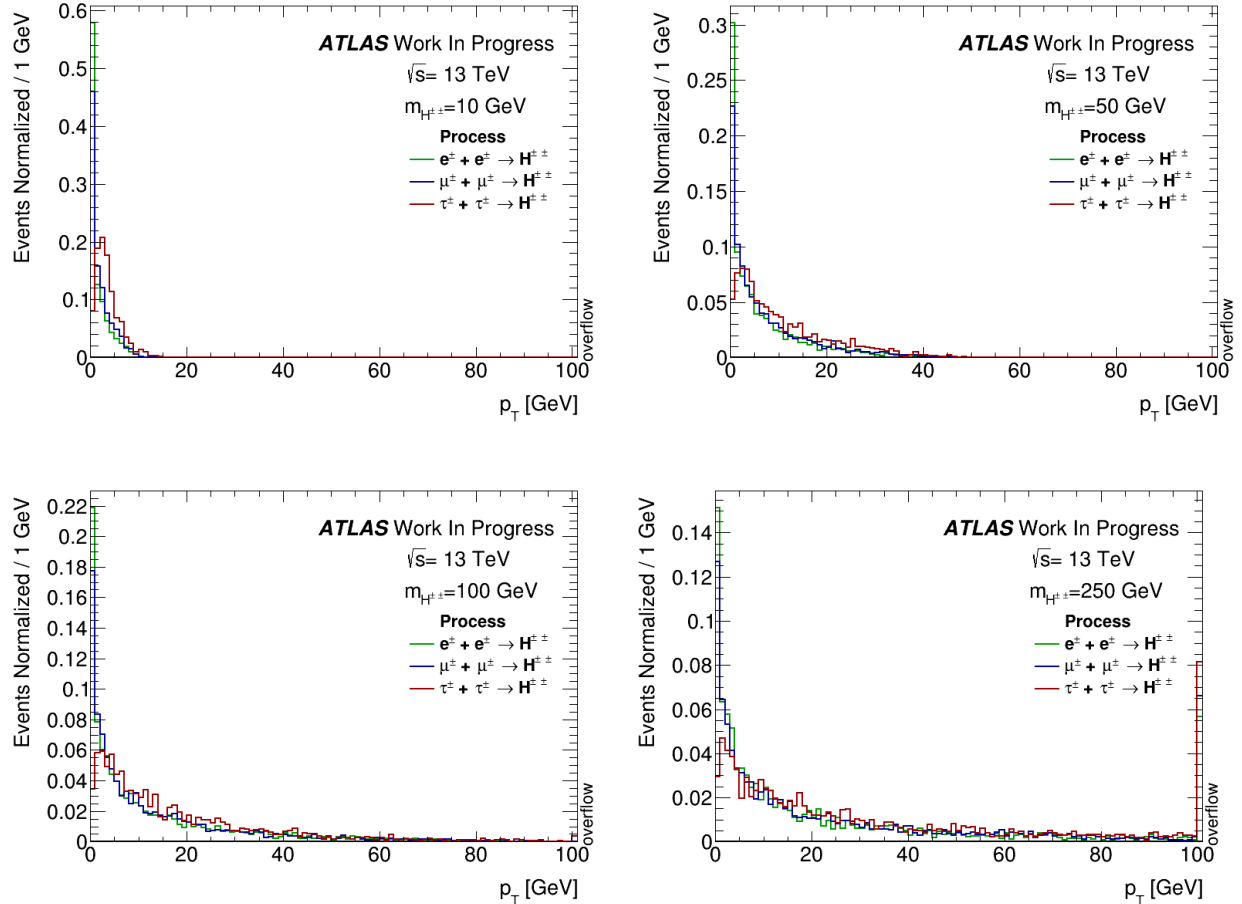 Events Normalized / 1 GeV
0.6
0.5
0.4
0.3
0.2
0.1
0
ATLAS Work In Progress
√s= 13 TeV
m_H±± =10 GeV
Process
e± + e± → H±±
μ± + μ± → H±±
τ± + τ± → H±±
0 20 40 60 80 100
overflow
p_T [GeV]
Events Normalized / 1 GeV
0.3
0.25
0.2
0.15
0.1
0.05
0
ATLAS Work In Progress
√s= 13 TeV
m_H±± =50 GeV
Process
e± + e± → H±±
μ± + μ± → H±±
τ± + τ± → H±±
0 20 40 60 80 100
overflow
p_T [GeV]
Events Normalized / 1 GeV
0.22
0.2
0.18
0.16
0.14
0.12
0.1
0.08
0.06
0.04
0.02
0
ATLAS Work In Progress
√s= 13 TeV
m_H±± =100 GeV
Process
e± + e± → H±±
μ± + μ± → H±±
τ± + τ± → H±±
0 20 40 60 80 100
overflow
p_T [GeV]
Events Normalized / 1 GeV
0.14
0.12
0.1
0.08
0.06
0.04
0.02
0
ATLAS Work In Progress
√s= 13 TeV
m_H±± =250 GeV
Process
e± + e± → H±±
μ± + μ± → H±±
τ± + τ± → H±±
0 20 40 60 80 100
overflow
p_T [GeV]